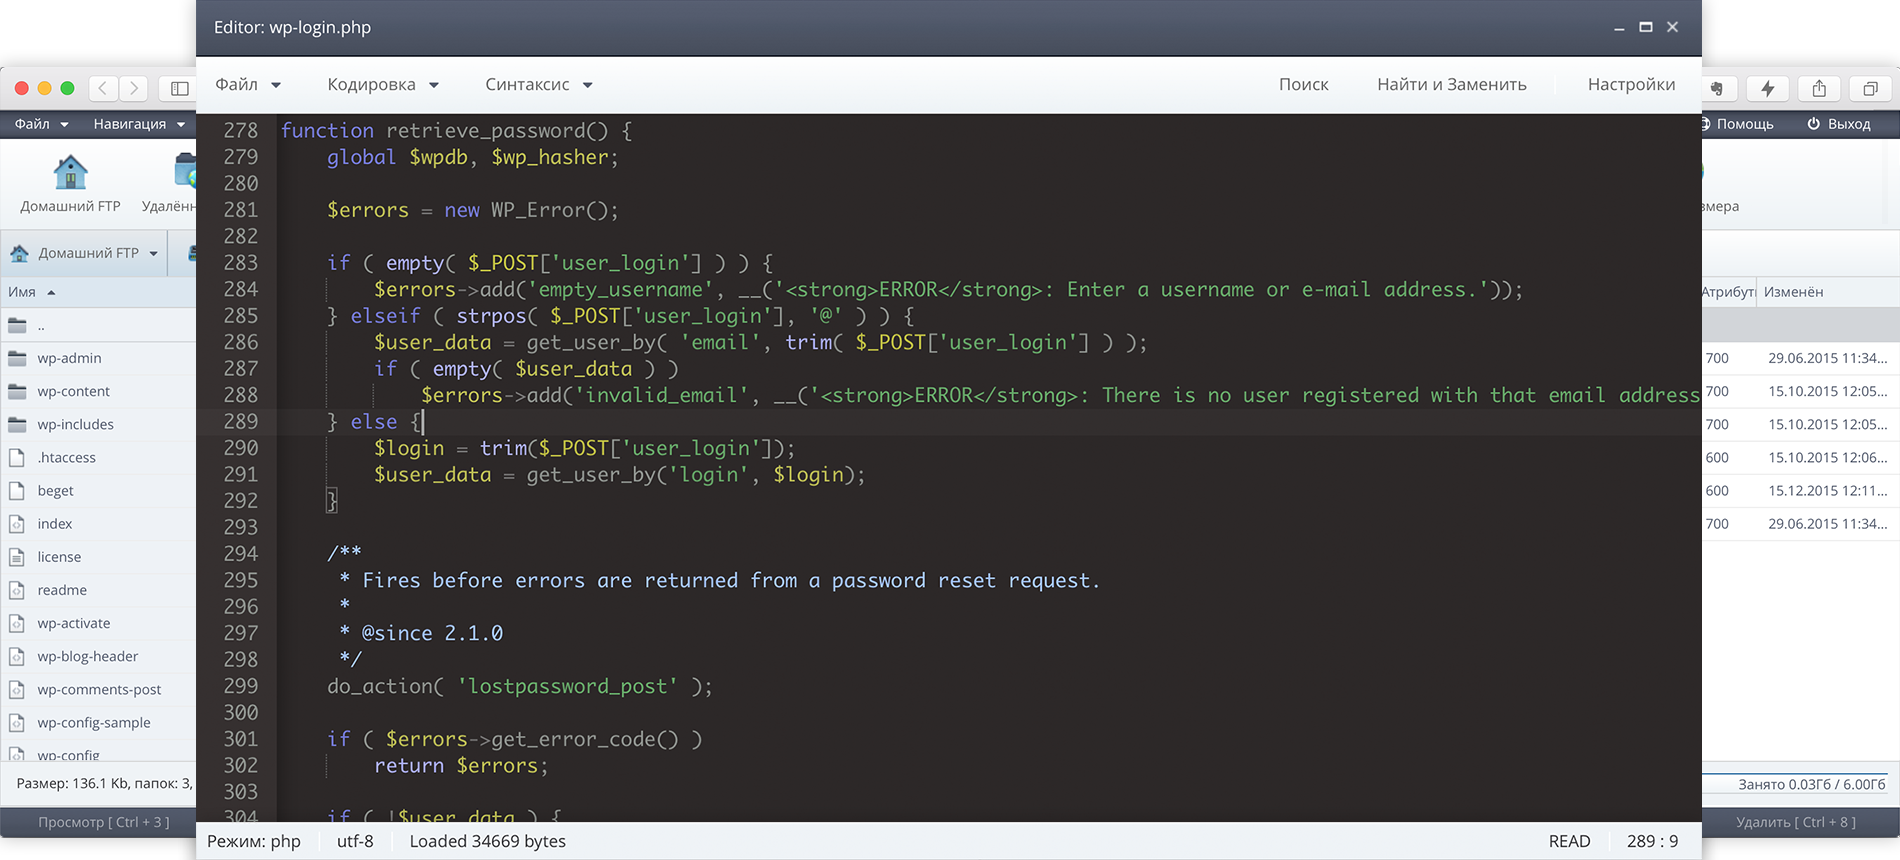 Editor: wp-login.php
Файл Кодировка Синтаксис Поиск Найти и Заменить Настройки
278 function retrieve_password() {
279 global $wpdb, $wp_hasher;
280
281 $errors = new WP_Error();
282
283 if ( empty( $_POST['user_login'] ) ) {
284 $errors->add('empty_username', __('<strong>ERROR</strong>: Enter a username or e-mail address.'));
285 } elseif ( strpos( $_POST['user_login'], '@' ) ) {
286 $user_data = get_user_by( 'email', trim( $_POST['user_login'] ) );
287 if ( empty( $user_data ) )
288 $errors->add('invalid_email', __('<strong>ERROR</strong>: There is no user registered with that email address
289 } else {
290 $login = trim($_POST['user_login']);
291 $user_data = get_user_by('login', $login);
292 }
293
294 /**
295 * Fires before errors are returned from a password reset request.
296 *
297 * @since 2.1.0
298 */
299 do_action( 'lostpassword_post' );
300
301 if ( $errors->get_error_code() )
302 return $errors;
303
304 if ( !$user_data ) {
Режим: php utf-8 Loaded 34669 bytes READ 289 : 9
Файл Навигация
Домашний FTP
Домашний FTP
Имя
..
wp-admin
wp-content
wp-includes
.htaccess
beget
index
license
readme
wp-activate
wp-blog-header
wp-comments-post
wp-config-sample
wp-config
Размер: 136.1 Kb, папок: 3,
Просмотр [ Ctrl + 3 ]
Помощь Выход
Изменён
700 29.06.2015 11:34...
700 15.10.2015 12:05...
700 15.10.2015 12:05...
600 15.10.2015 12:06...
600 15.12.2015 12:11...
700 29.06.2015 11:34...
Занято 0.03Гб / 6.00Гб
Удалить [ Ctrl + 8 ]